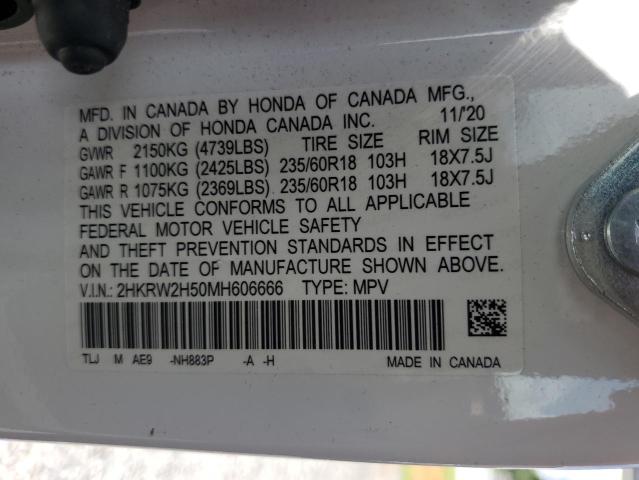 MFD. IN CANADA BY HONDA OF CANADA MFG.,
A DIVISION OF HONDA CANADA INC. 11/'20
GVWR 2150KG (4739LBS) TIRE SIZE RIM SIZE
GAWR F 1100KG (2425LBS) 235/60R18 103H 18X7.5J
GAWR R 1075KG (2369LBS) 235/60R18 103H 18X7.5J
THIS VEHICLE CONFORMS TO ALL APPLICABLE
FEDERAL MOTOR VEHICLE SAFETY
AND THEFT PREVENTION STANDARDS IN EFFECT
ON THE DATE OF MANUFACTURE SHOWN ABOVE.
V.I.N.: 2HKRW2H50MH606666 TYPE: MPV
TLJ M AE9 -NH883P -A -H MADE IN CANADA